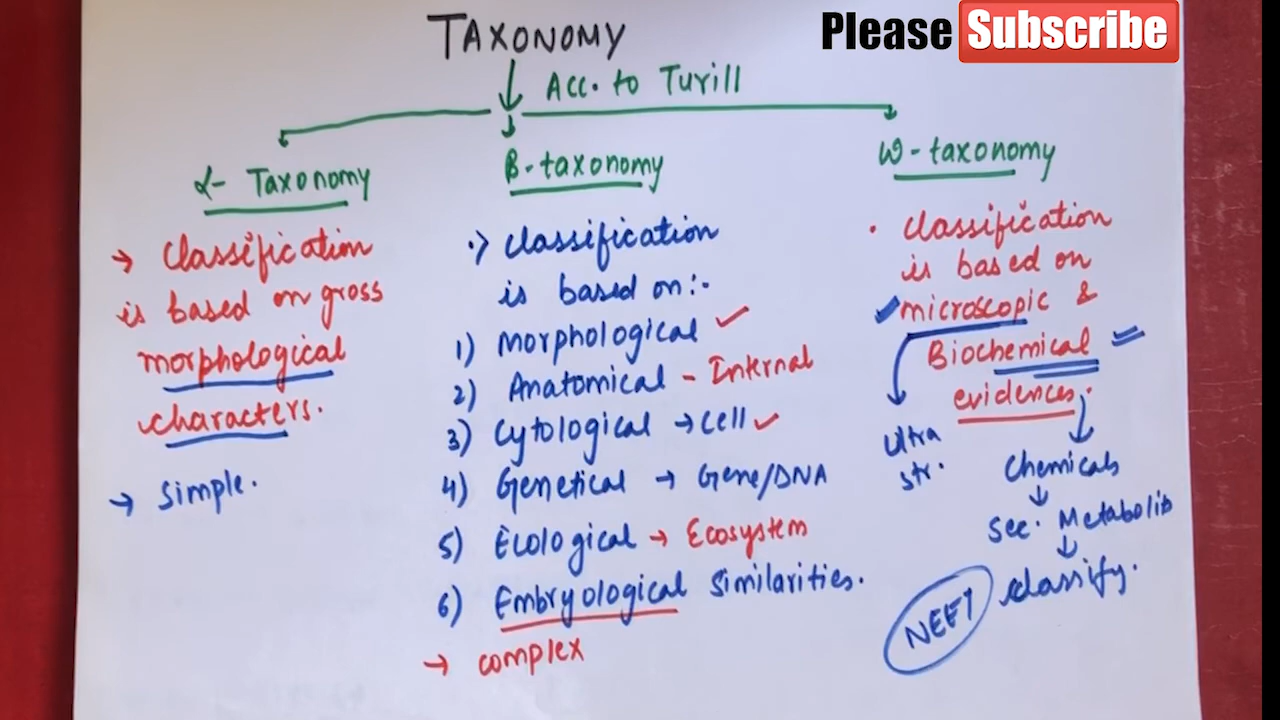 Please Subscribe
TAXONOMY
Acc. to Turill
α- Taxonomy
→ Classification
is based on gross
morphological
characters.
→ Simple.
β-taxonomy
•) Classification
is based on:-
1) Morphological ✓
2) Anatomical - Internal
3) Cytological → Cell ✓
4) Genetical → Gene/DNA
5) Ecological → Ecosystem
6) Embryological Similarities.
→ Complex
ω-taxonomy
• Classification
is based on
microscopic &
Biochemical
evidences.
Ultra
str.
Chemicals
↓
Sec. Metabolits
↓
Classify.
NEET